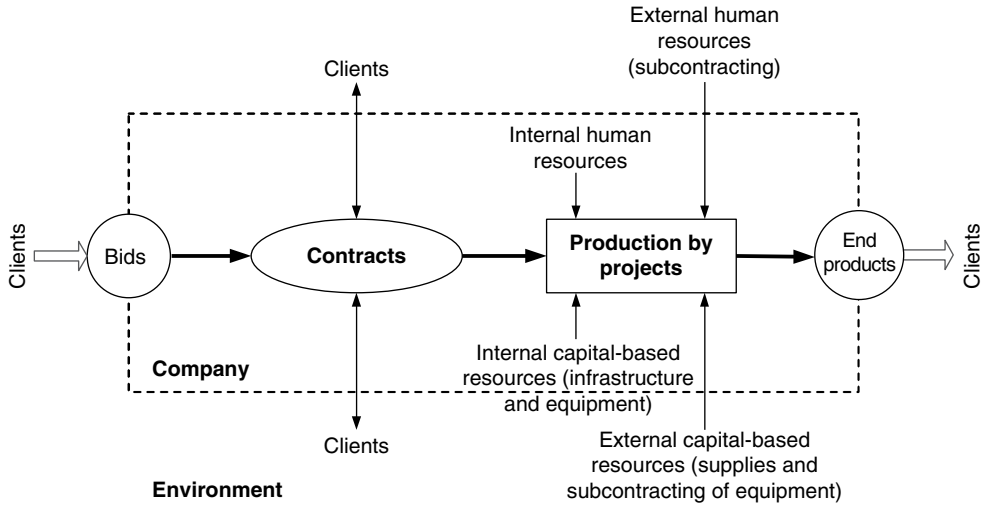 External human
resources
(subcontracting)
Clients
Internal human
resources
Clients
Bids
Contracts
Production by
projects
End
products
Clients
Company
Internal capital-based
resources (infrastructure
and equipment)
Clients
External capital-based
resources (supplies and
subcontracting of equipment)
Environment